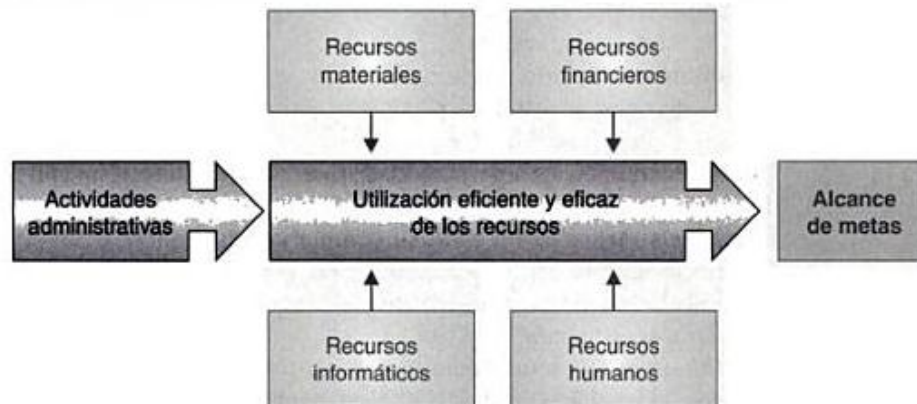 Recursos
materiales
Recursos
financieros
Actividades
administrativas
Utilización eficiente y eficaz
de los recursos
Alcance
de metas
Recursos
informáticos
Recursos
humanos